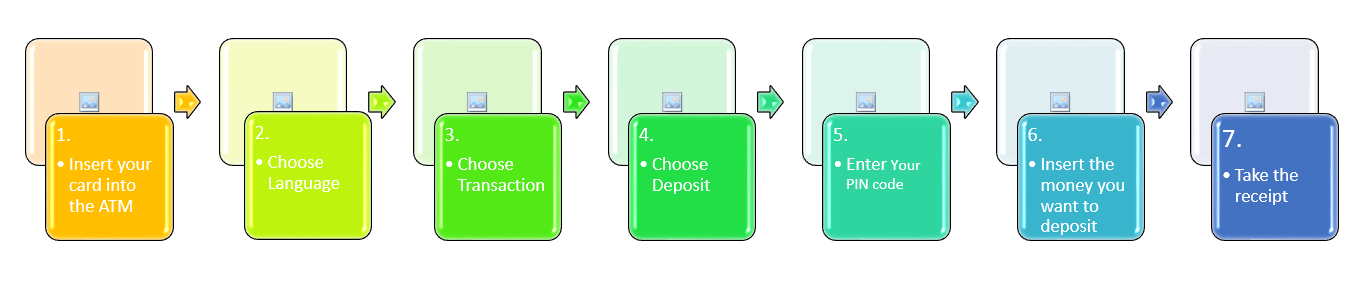 1.
• Insert your
card into
the ATM
2.
• Choose
Language
3.
• Choose
Transaction
4.
• Choose
Deposit
5.
• Enter Your
PIN code
6.
• Insert the
money you
want to
deposit
7.
• Take the
receipt